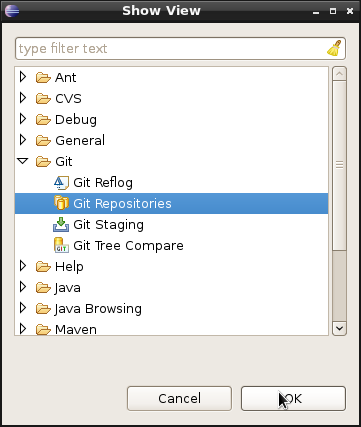 Show View
type filter text
Ant
CVS
Debug
General
Git
Git Reflog
Git Repositories
Git Staging
Git Tree Compare
Help
Java
Java Browsing
Maven
Cancel
OK